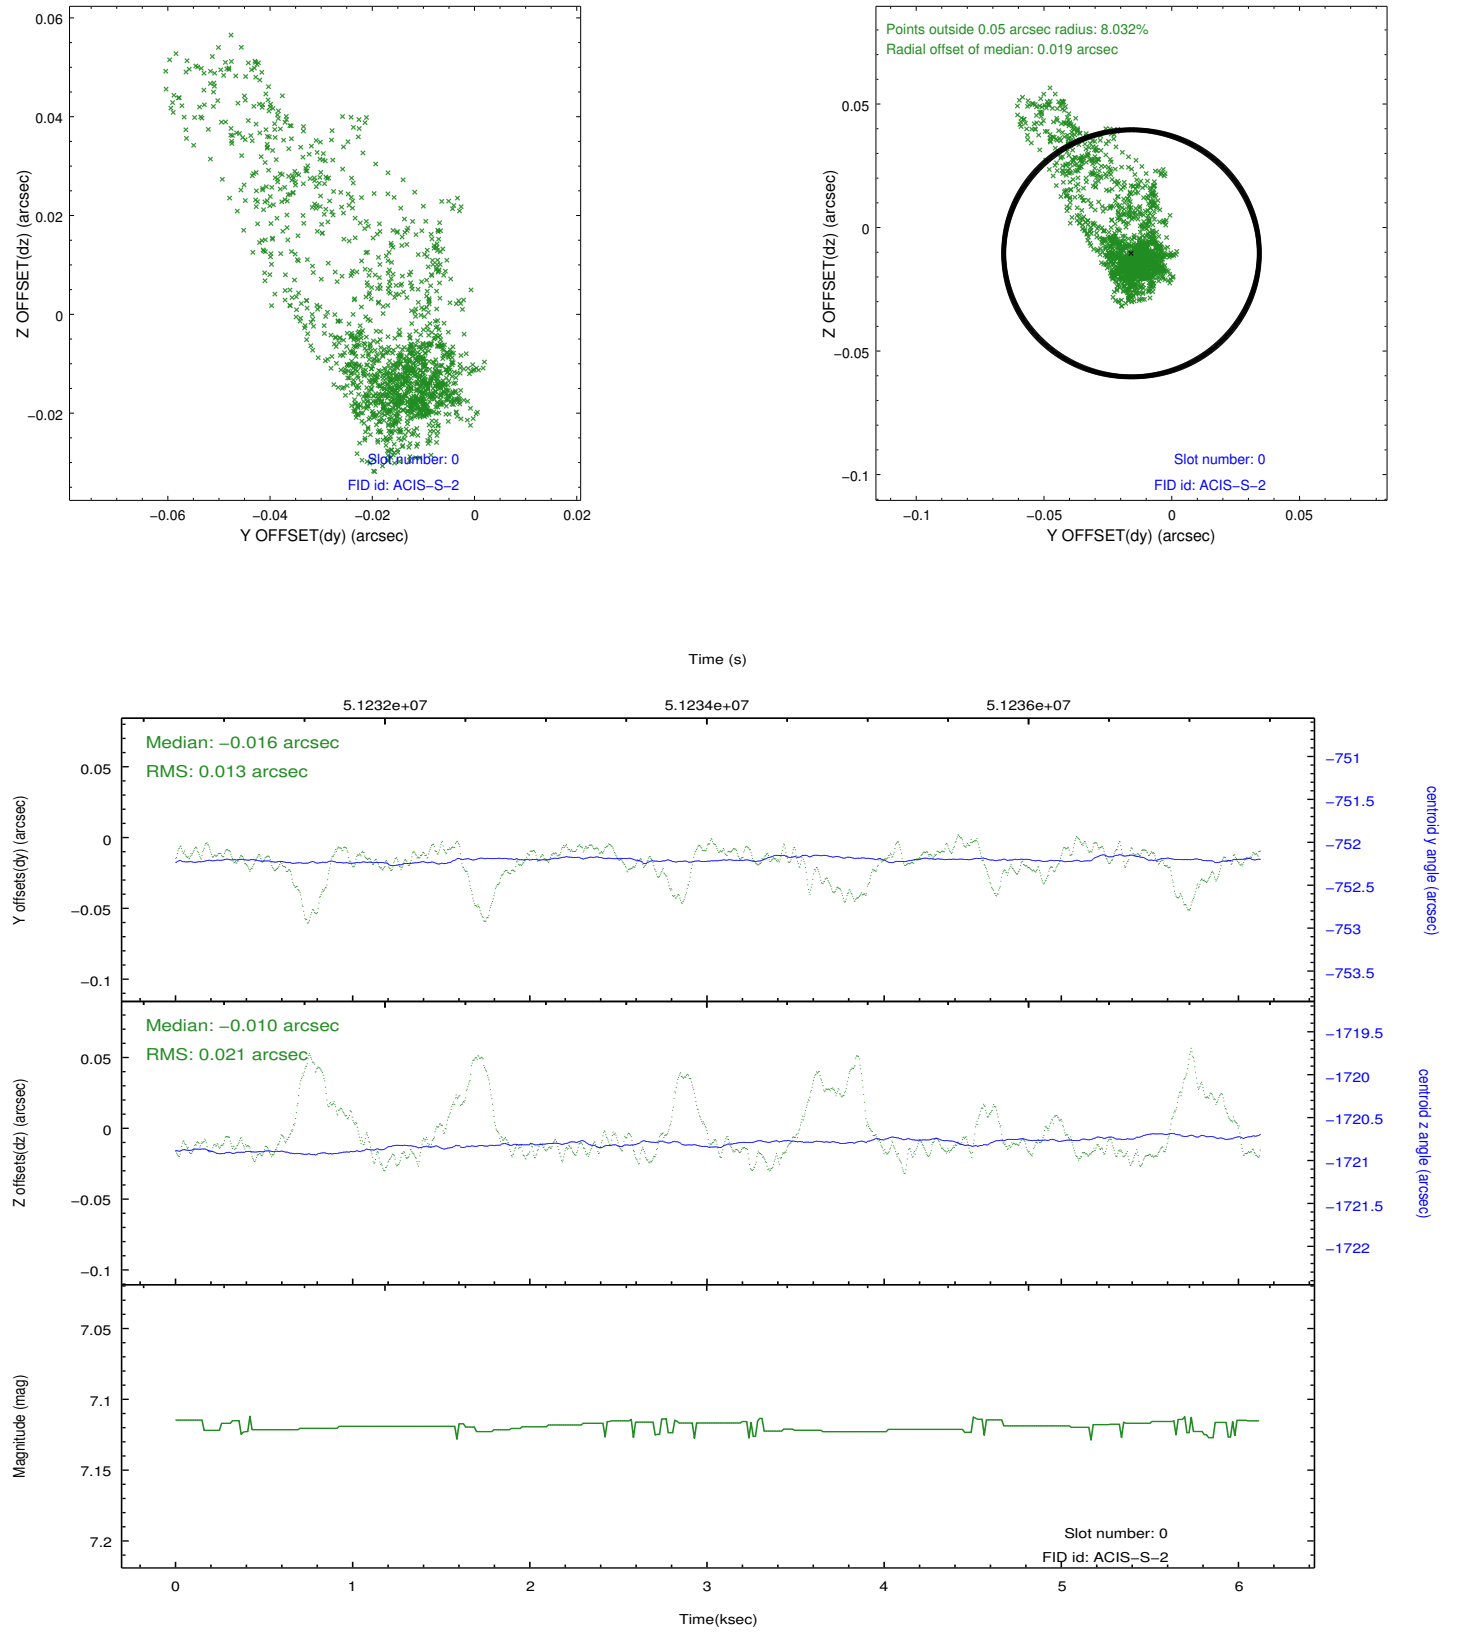 0.06
0.04
0.02
0
−0.02
Z OFFSET(dz) (arcsec)
Slot number: 0
FID id: ACIS−S−2
−0.06
−0.04
−0.02
0
0.02
Y OFFSET(dy) (arcsec)
Points outside 0.05 arcsec radius: 8.032%
Radial offset of median: 0.019 arcsec
0.05
0
−0.05
−0.1
Z OFFSET(dz) (arcsec)
Slot number: 0
FID id: ACIS−S−2
−0.1
−0.05
0
0.05
Y OFFSET(dy) (arcsec)
Time (s)
5.1232e+07
5.1234e+07
5.1236e+07
Median: −0.016 arcsec
RMS: 0.013 arcsec
0.05
0
−0.05
−0.1
Y offsets(dy) (arcsec)
−751
−751.5
−752
−752.5
−753
−753.5
centroid y angle (arcsec)
Median: −0.010 arcsec
RMS: 0.021 arcsec
0.05
0
−0.05
−0.1
Z offsets(dz) (arcsec)
−1719.5
−1720
−1720.5
−1721
−1721.5
−1722
centroid z angle (arcsec)
7.05
7.1
7.15
7.2
Magnitude (mag)
Slot number: 0
FID id: ACIS−S−2
0
1
2
3
4
5
6
Time(ksec)